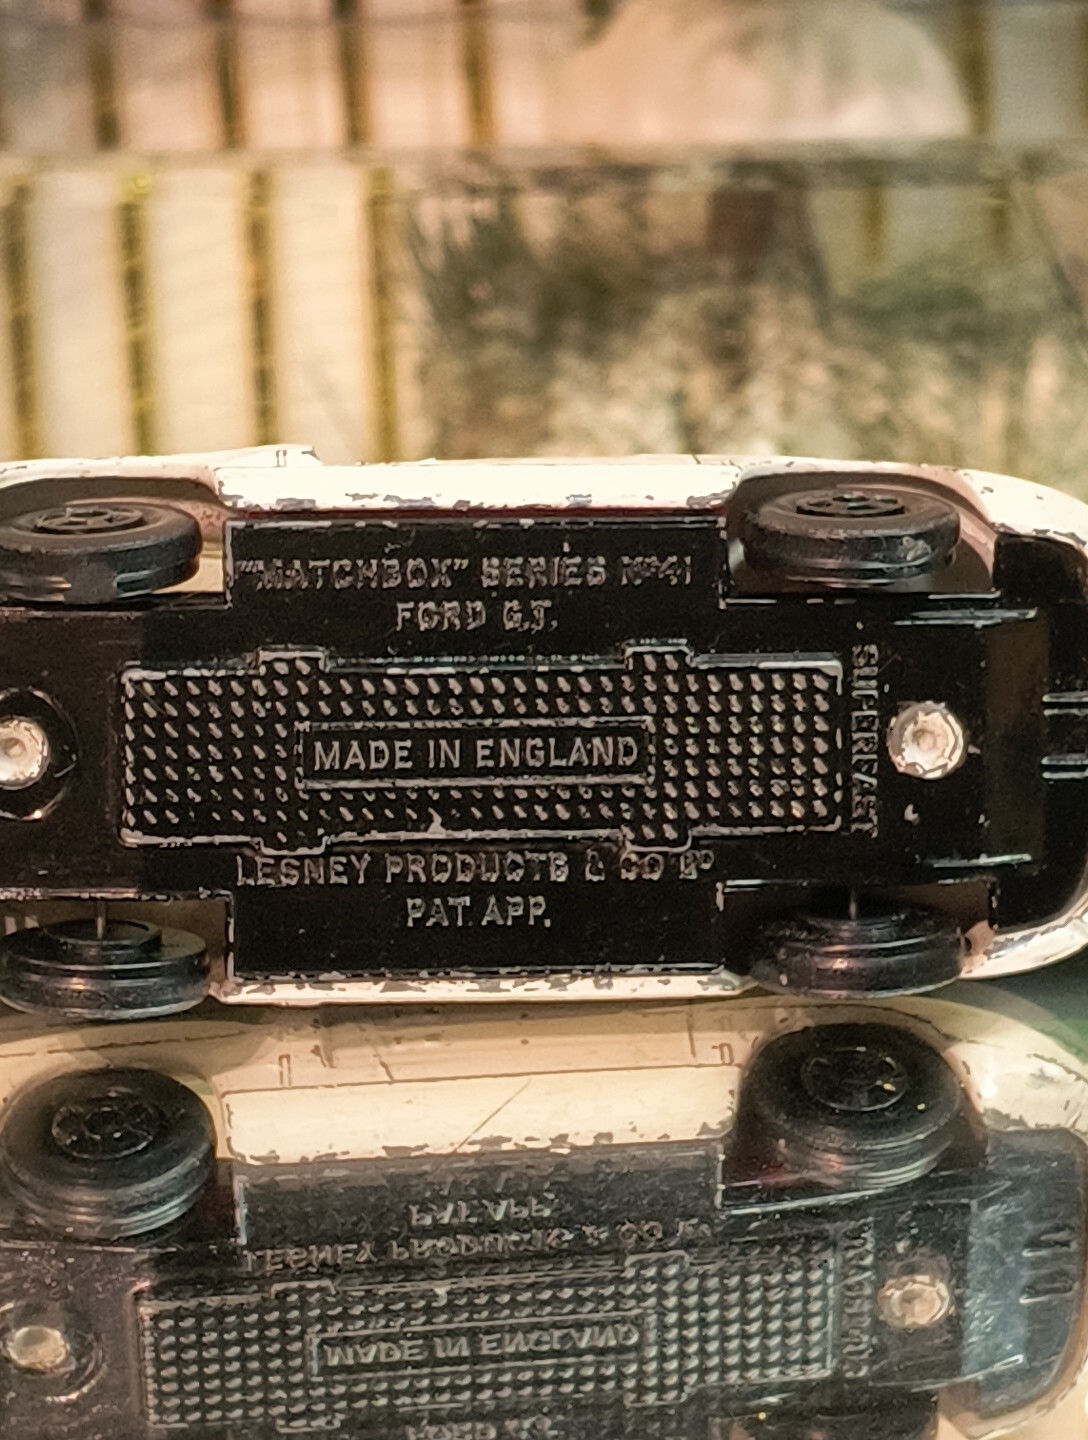 "MATCHBOX" SERIES Nº41
FORD G.T.
MADE IN ENGLAND
LESNEY PRODUCTS & CO Lᵀᴰ
PAT. APP.
SUPERFAST